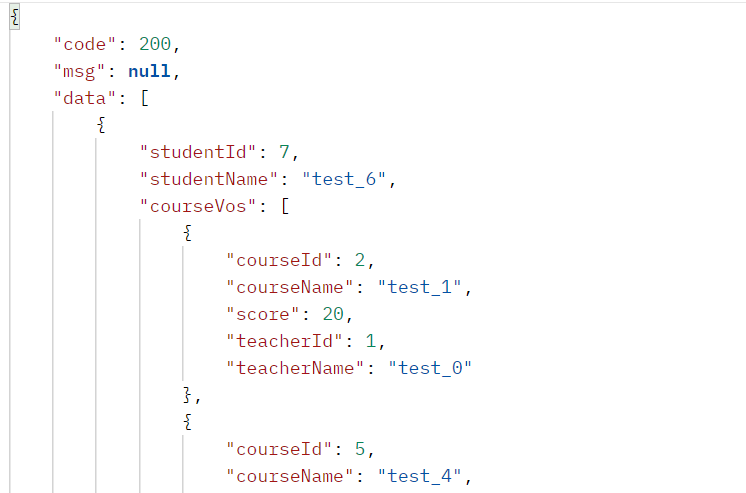 {
"code": 200,
"msg": null,
"data": [
{
"studentId": 7,
"studentName": "test_6",
"courseVos": [
{
"courseId": 2,
"courseName": "test_1",
"score": 20,
"teacherId": 1,
"teacherName": "test_0"
},
{
"courseId": 5,
"courseName": "test_4",